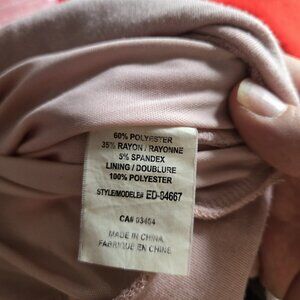 60% POLYESTER
35% RAYON / RAYONNE
5% SPANDEX
LINING / DOUBLURE
100% POLYESTER
STYLE/MODELE# ED-84667
CA# 03404
MADE IN CHINA
FABRIQUE EN CHINE